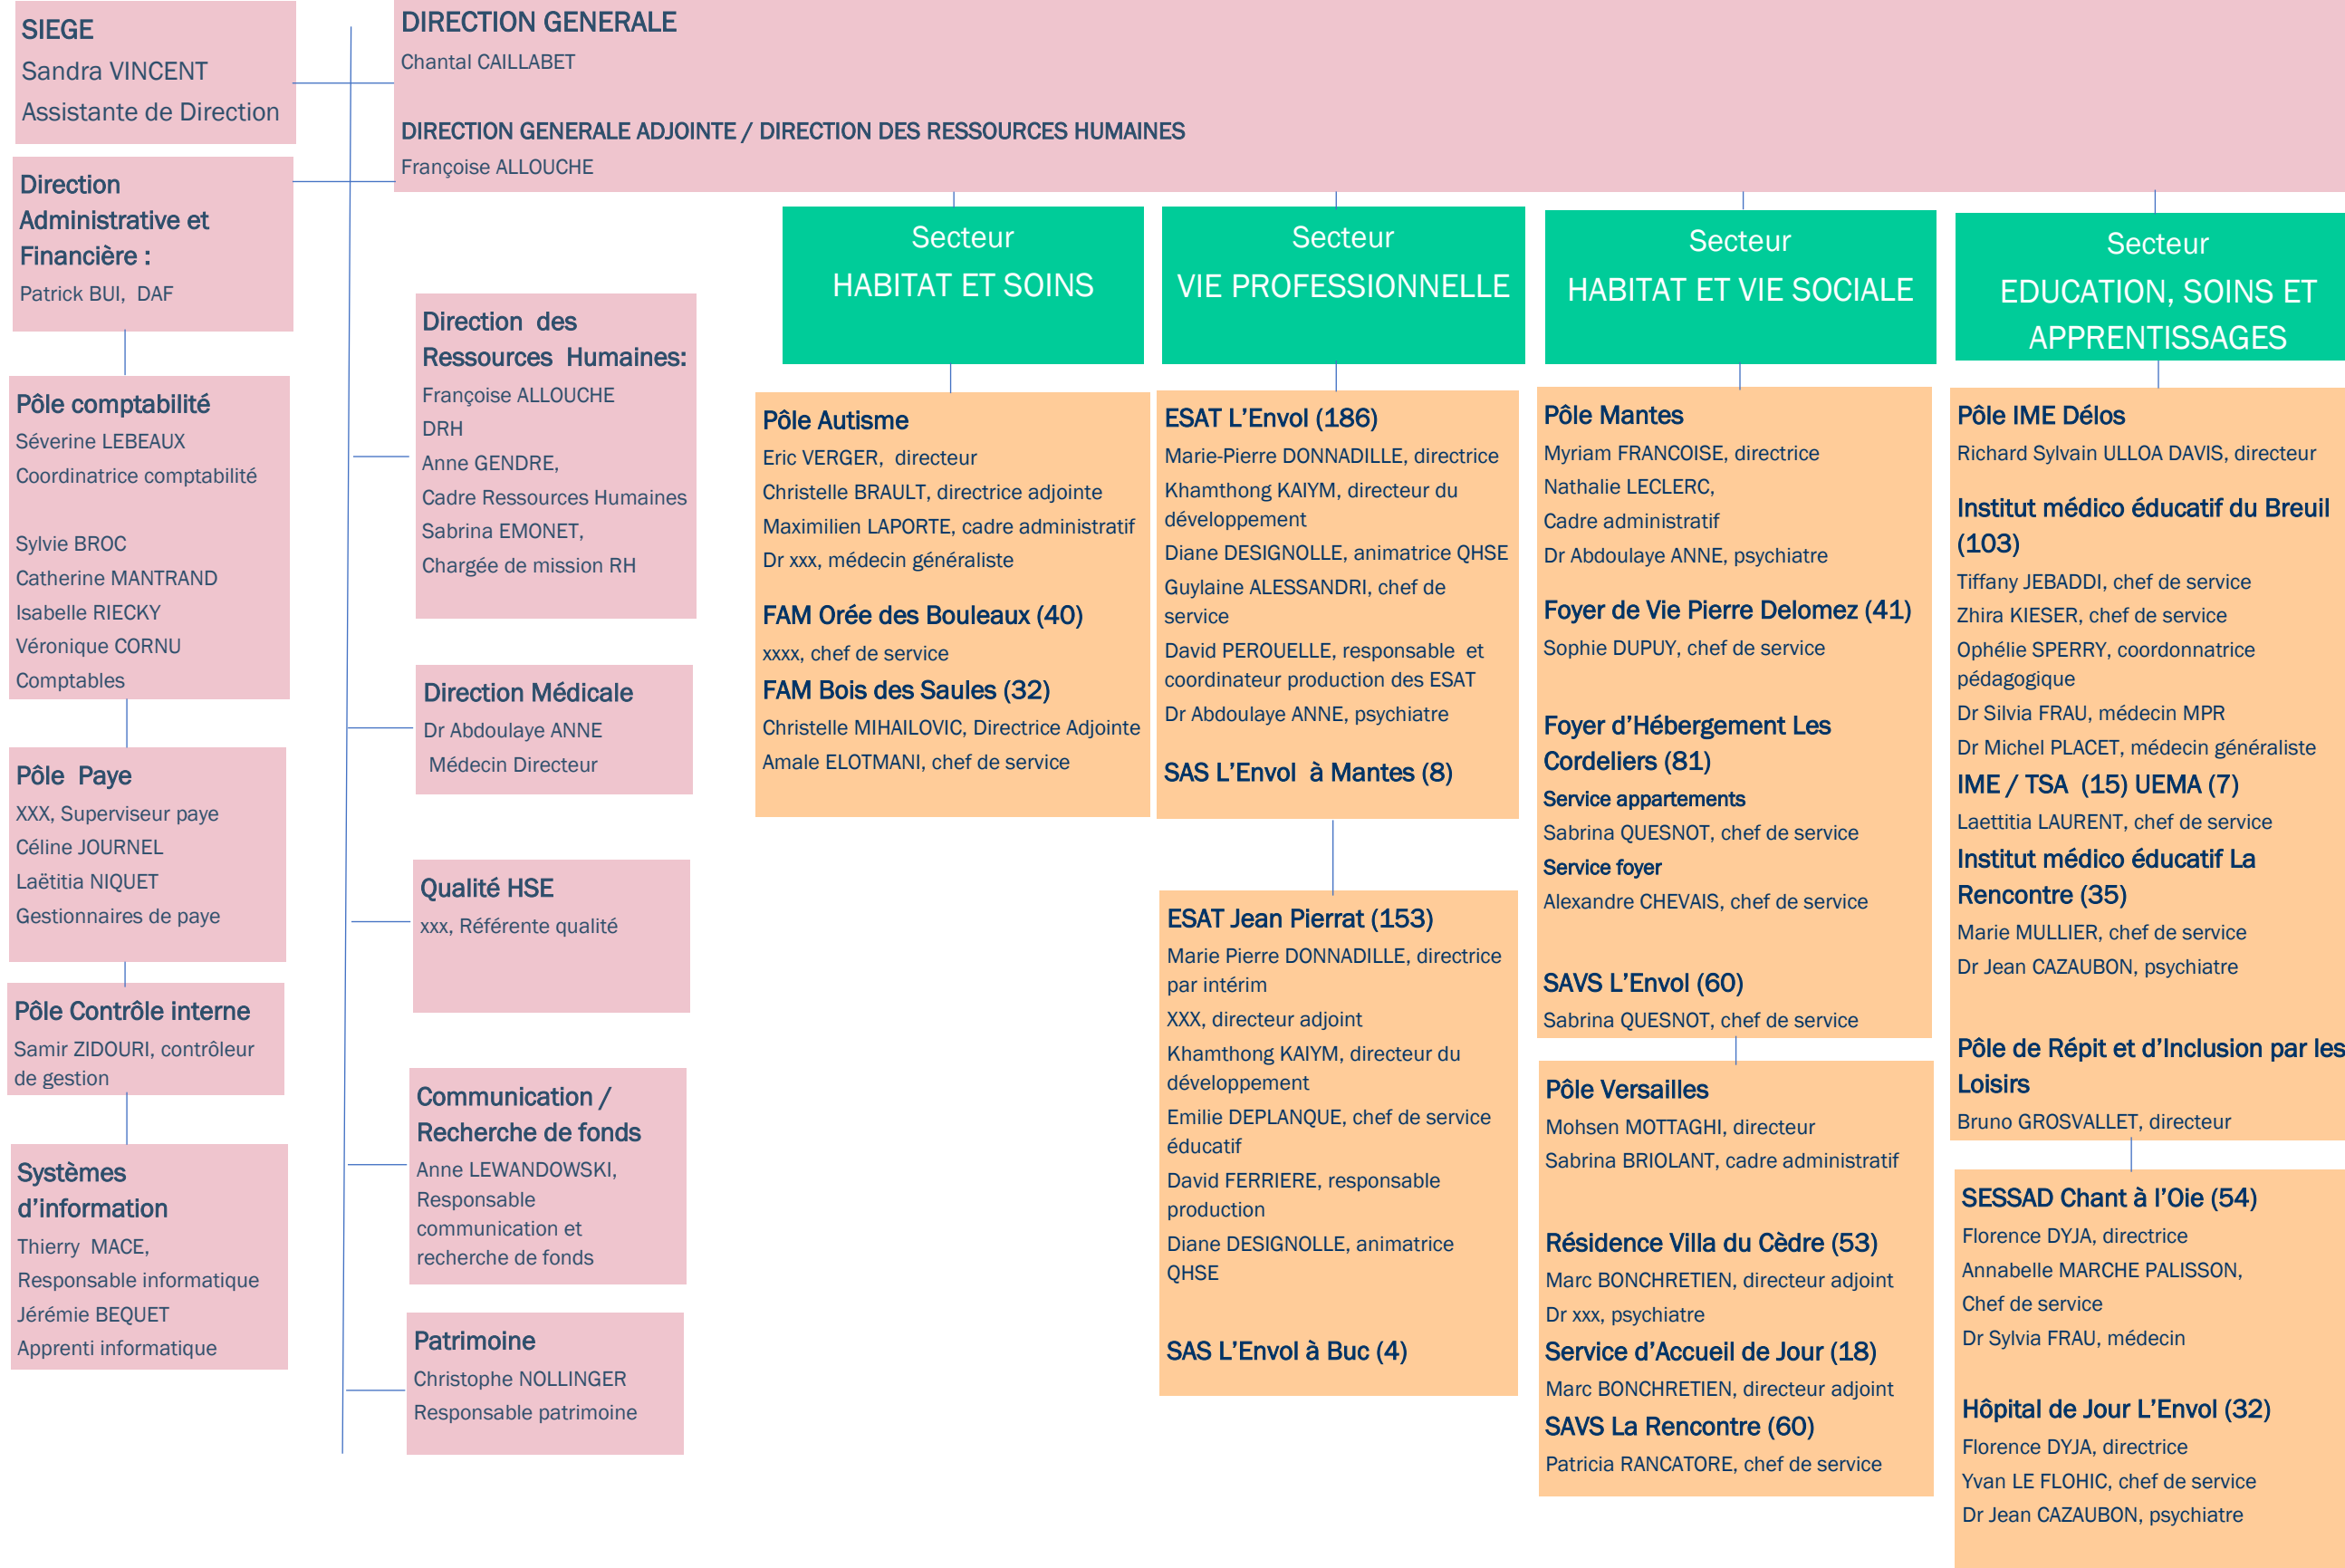 SIEGE
Sandra VINCENT
Assistante de Direction
DIRECTION GENERALE
Chantal CAILLABET
DIRECTION GENERALE ADJOINTE / DIRECTION DES RESSOURCES HUMAINES
Françoise ALLOUCHE
Direction
Administrative et
Financière :
Patrick BUI, DAF
Pôle comptabilité
Séverine LEBEAUX
Coordinatrice comptabilité
Sylvie BROC
Catherine MANTRAND
Isabelle RIECKY
Véronique CORNU
Comptables
Pôle Paye
XXX, Superviseur paye
Céline JOURNEL
Laëtitia NIQUET
Gestionnaires de paye
Pôle Contrôle interne
Samir ZIDOURI, contrôleur
de gestion
Systèmes
d’information
Thierry MACE,
Responsable informatique
Jérémie BEQUET
Apprenti informatique
Direction des
Ressources Humaines:
Françoise ALLOUCHE
DRH
Anne GENDRE,
Cadre Ressources Humaines
Sabrina EMONET,
Chargée de mission RH
Direction Médicale
Dr Abdoulaye ANNE
Médecin Directeur
Qualité HSE
xxx, Référente qualité
Communication /
Recherche de fonds
Anne LEWANDOWSKI,
Responsable
communication et
recherche de fonds
Patrimoine
Christophe NOLLINGER
Responsable patrimoine
Secteur
HABITAT ET SOINS
Pôle Autisme
Eric VERGER, directeur
Christelle BRAULT, directrice adjointe
Maximilien LAPORTE, cadre administratif
Dr xxx, médecin généraliste
FAM Orée des Bouleaux (40)
xxxx, chef de service
FAM Bois des Saules (32)
Christelle MIHAILOVIC, Directrice Adjointe
Amale ELOTMANI, chef de service
Secteur
VIE PROFESSIONNELLE
ESAT L’Envol (186)
Marie-Pierre DONNADILLE, directrice
Khamthong KAIYM, directeur du
développement
Diane DESIGNOLLE, animatrice QHSE
Guylaine ALESSANDRI, chef de
service
David PEROUELLE, responsable et
coordinateur production des ESAT
Dr Abdoulaye ANNE, psychiatre
SAS L’Envol à Mantes (8)
ESAT Jean Pierrat (153)
Marie Pierre DONNADILLE, directrice
par intérim
XXX, directeur adjoint
Khamthong KAIYM, directeur du
développement
Emilie DEPLANQUE, chef de service
éducatif
David FERRIERE, responsable
production
Diane DESIGNOLLE, animatrice
QHSE
SAS L’Envol à Buc (4)
Secteur
HABITAT ET VIE SOCIALE
Pôle Mantes
Myriam FRANCOISE, directrice
Nathalie LECLERC,
Cadre administratif
Dr Abdoulaye ANNE, psychiatre
Foyer de Vie Pierre Delomez (41)
Sophie DUPUY, chef de service
Foyer d’Hébergement Les
Cordeliers (81)
Service appartements
Sabrina QUESNOT, chef de service
Service foyer
Alexandre CHEVAIS, chef de service
SAVS L’Envol (60)
Sabrina QUESNOT, chef de service
Pôle Versailles
Mohsen MOTTAGHI, directeur
Sabrina BRIOLANT, cadre administratif
Résidence Villa du Cèdre (53)
Marc BONCHRETIEN, directeur adjoint
Dr xxx, psychiatre
Service d’Accueil de Jour (18)
Marc BONCHRETIEN, directeur adjoint
SAVS La Rencontre (60)
Patricia RANCATORE, chef de service
Secteur
EDUCATION, SOINS ET
APPRENTISSAGES
Pôle IME Délos
Richard Sylvain ULLOA DAVIS, directeur
Institut médico éducatif du Breuil
(103)
Tiffany JEBADDI, chef de service
Zhira KIESER, chef de service
Ophélie SPERRY, coordonnatrice
pédagogique
Dr Silvia FRAU, médecin MPR
Dr Michel PLACET, médecin généraliste
IME / TSA (15) UEMA (7)
Laettitia LAURENT, chef de service
Institut médico éducatif La
Rencontre (35)
Marie MULLIER, chef de service
Dr Jean CAZAUBON, psychiatre
Pôle de Répit et d’Inclusion par les
Loisirs
Bruno GROSVALLET, directeur
SESSAD Chant à l’Oie (54)
Florence DYJA, directrice
Annabelle MARCHE PALISSON,
Chef de service
Dr Sylvia FRAU, médecin
Hôpital de Jour L’Envol (32)
Florence DYJA, directrice
Yvan LE FLOHIC, chef de service
Dr Jean CAZAUBON, psychiatre